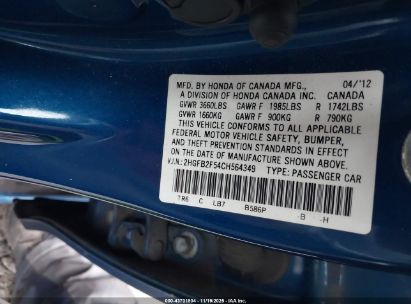 MFD. BY HONDA OF CANADA MFG., 04/'12
A DIVISION OF HONDA CANADA INC. CANADA
GVWR 3660LBS GAWR F 1985LBS R 1742LBS
GVWR 1660KG GAWR F 900KG R 790KG
THIS VEHICLE CONFORMS TO ALL APPLICABLE
FEDERAL MOTOR VEHICLE SAFETY, BUMPER,
AND THEFT PREVENTION STANDARDS IN EFFECT
ON THE DATE OF MANUFACTURE SHOWN ABOVE.
V.I.N.: 2HGFB2F54CH564349 TYPE: PASSENGER CAR
TR6 C LB7 B586P -B -H